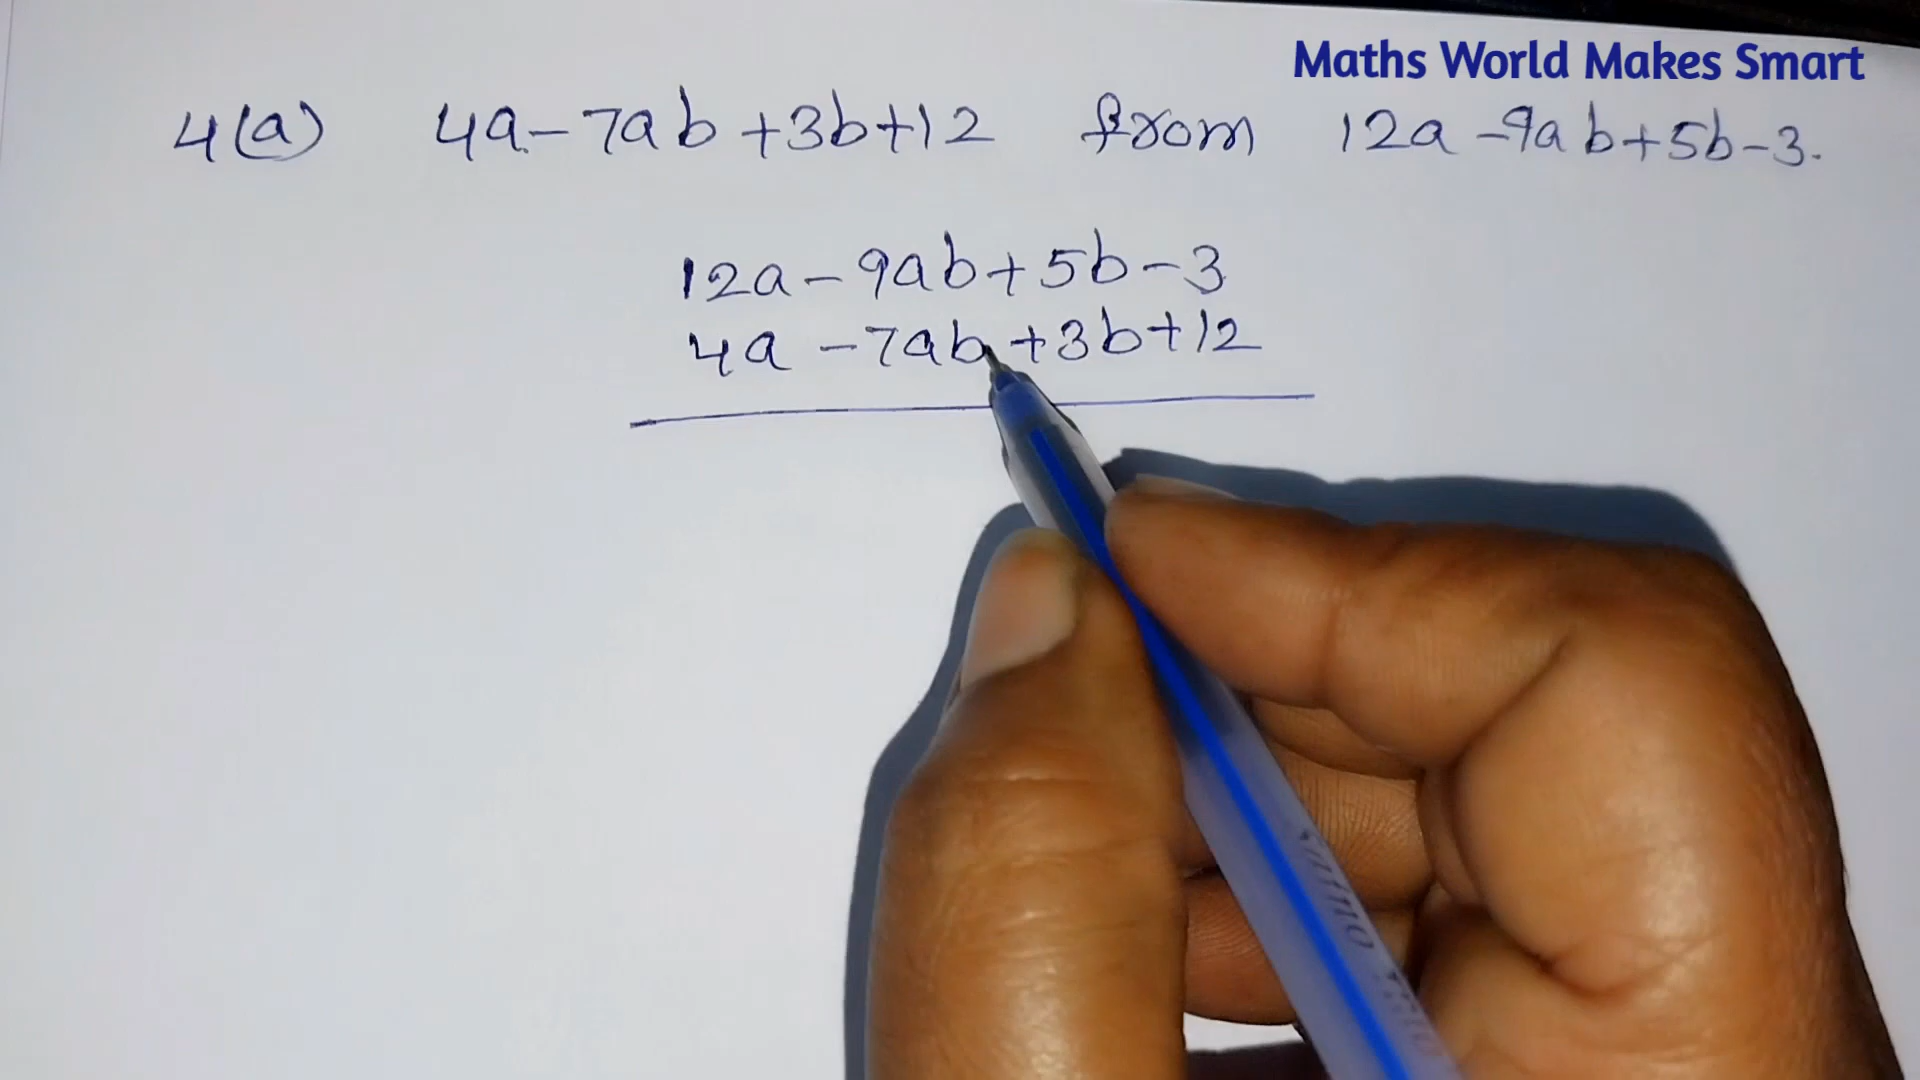 Maths World Makes Smart
4(a) 4a-7ab+3b+12 from 12a-9ab+5b-3.
12a-9ab+5b-3
4a-7ab+3b+12